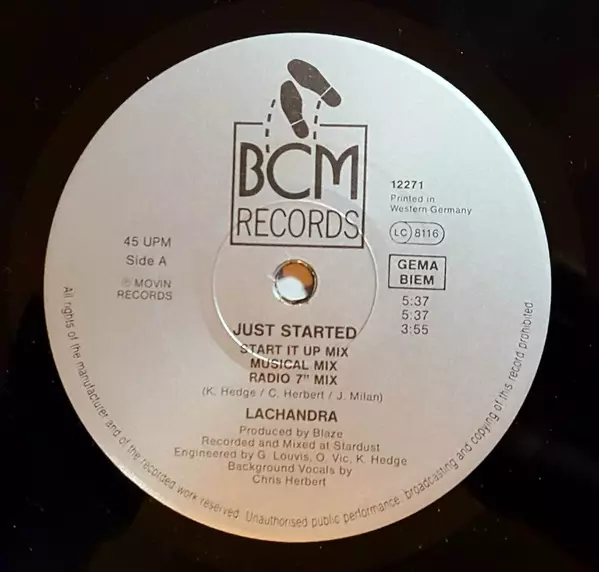 BCM
RECORDS
12271
Printed in
Western Germany
LC 8116
GEMA
BIEM
45 UPM
Side A
Ⓟ MOVIN
RECORDS
5:37
5:37
3:55
JUST STARTED
START IT UP MIX
MUSICAL MIX
RADIO 7" MIX
(K. Hedge / C. Herbert / J. Milan)
LACHANDRA
Produced by Blaze
Recorded and Mixed at Stardust
Engineered by G. Louvis, O. Vic, K. Hedge
Background Vocals by
Chris Herbert
All rights of the manufacturer and of the recorded work reserved. Unauthorised public performance, broadcasting and copying of this record prohibited.